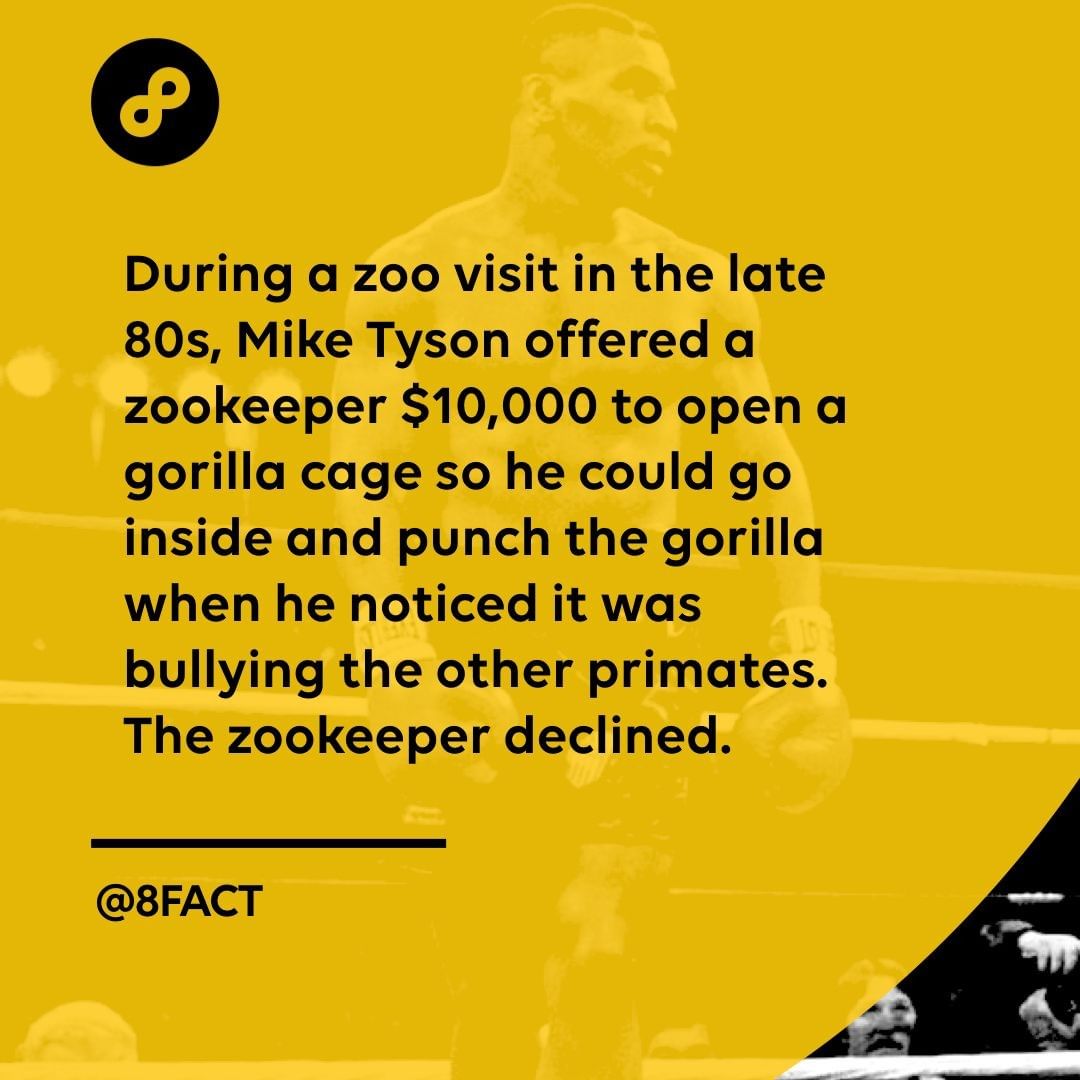 During a zoo visit in the late
80s, Mike Tyson offered a
zookeeper $10,000 to open a
gorilla cage so he could go
inside and punch the gorilla
when he noticed it was
bullying the other primates.
The zookeeper declined.
@8FACT